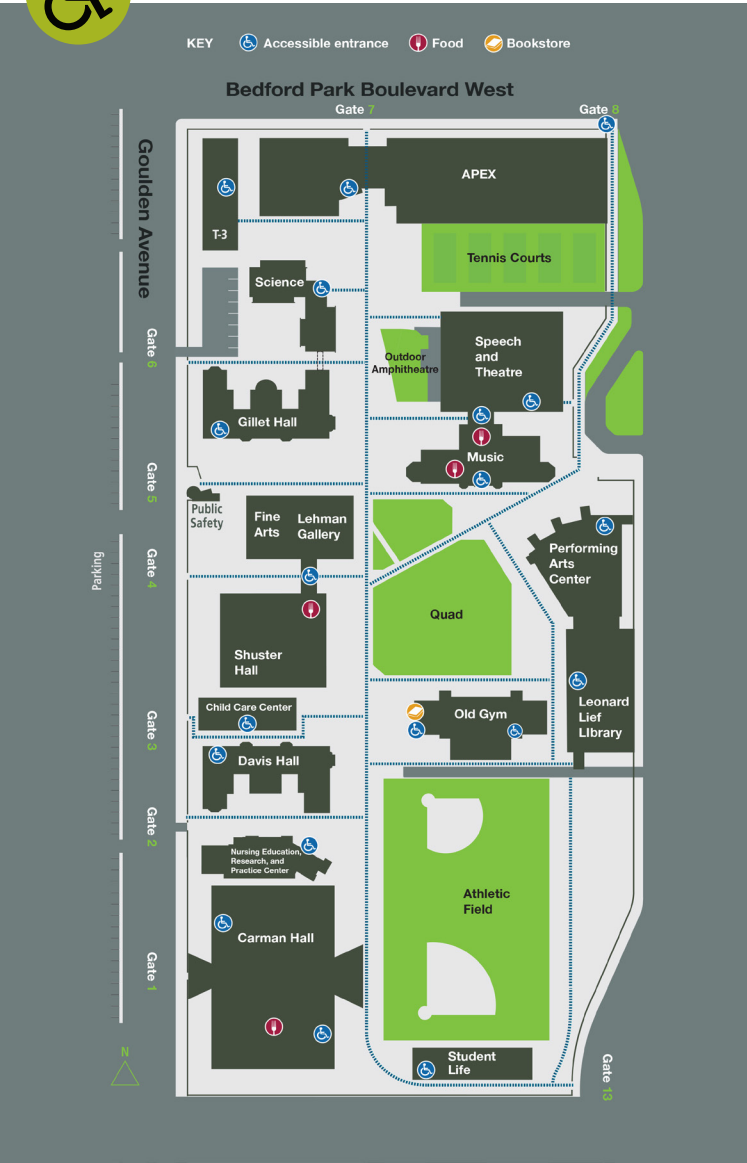 KEY Accessible entrance Food Bookstore
Bedford Park Boulevard West
Gate 7
Gate 8
Goulden Avenue
APEX
T-3
Tennis Courts
Science
Gate 6
Speech
and
Theatre
Outdoor
Amphitheatre
Gillet Hall
Music
Gate 5
Public
Safety
Fine
Arts
Lehman
Gallery
Performing
Arts
Center
Parking
Gate 4
Quad
Shuster
Hall
Child Care Center
Old Gym
Leonard
Lief
LIbrary
Gate 3
Davis Hall
Gate 2
Nursing Education,
Research, and
Practice Center
Athletic
Field
Carman Hall
Gate 1
N
Student
Life
Gate 13